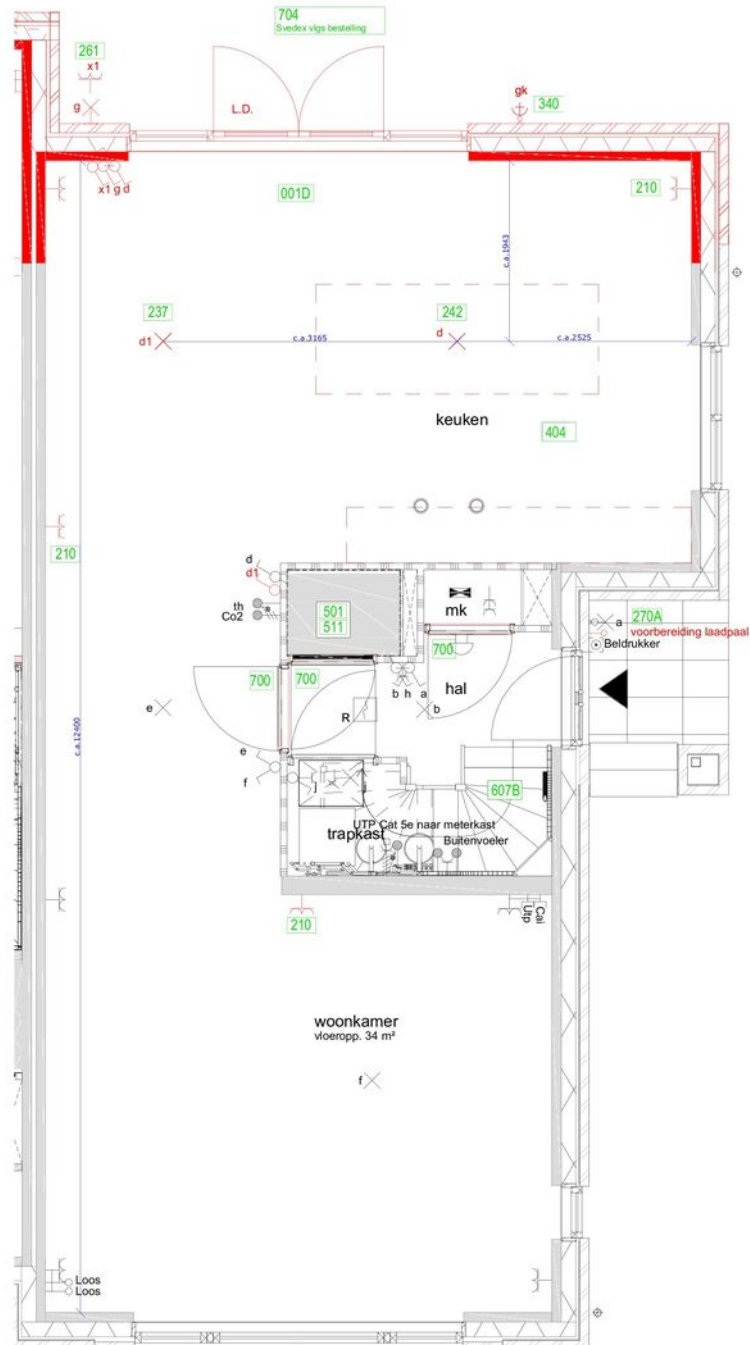 704
Svedex vlgs bestelling
261
x1
g
L.D.
gk
340
x1 g d
001D
210
c.a.1943
237
242
d1
c.a.3165
d
c.a.2525
keuken
404
210
d
d1
th
Co2
501
511
mk
270A
a
voorbereiding laadpaal
Beldrukker
700
700
700
b h a
hal
e
R
b
e
f
j
c.a.12400
607B
UTP Cat 5e naar meterkast
trapkast
Buitenvoeler
210
Utp
Cai
woonkamer
vloeropp. 34 m²
f
Loos
Loos